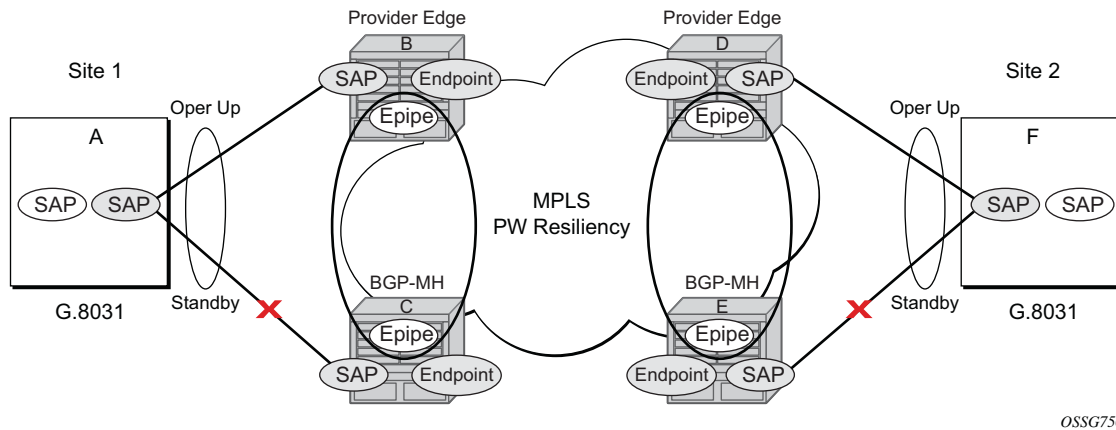 Provider Edge
Provider Edge
B
D
Site 1
SAP
Endpoint
Endpoint
SAP
Site 2
Oper Up
Oper Up
Epipe
Epipe
A
F
SAP
SAP
MPLS
PW Resiliency
SAP
SAP
BGP-MH
BGP-MH
Standby
Standby
G.8031
G.8031
C
E
Epipe
Epipe
SAP
Endpoint
Endpoint
SAP
OSSG75